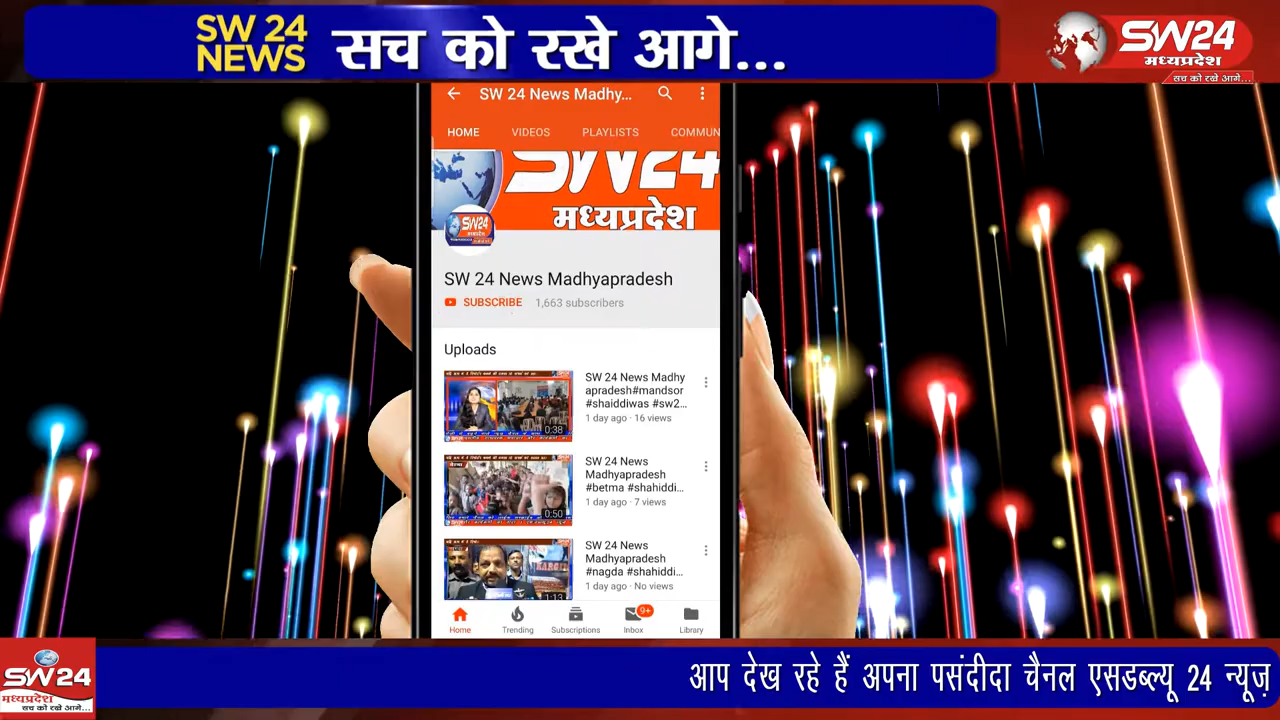 SW 24
NEWS
सच को रखे आगे...
SW24
मध्यप्रदेश
सच को रखे आगे...
SW 24 News Madhy...
HOME VIDEOS PLAYLISTS COMMUN
SW24
मध्यप्रदेश
SW24
SW 24 News Madhyapradesh
SUBSCRIBE 1,663 subscribers
Uploads
SW 24 News Madhy
apradesh#mandsor
#shaiddiwas #sw2...
1 day ago · 16 views
0:38
SW 24 News
Madhyapradesh
#betma #shahiddi...
1 day ago · 7 views
0:50
SW 24 News
Madhyapradesh
#nagda #shahiddi...
1 day ago · No views
1:13
9+
Home Trending Subscriptions Inbox Library
SW24
मध्यप्रदेश
सच को रखे आगे...
आप देख रहे हैं अपना पसंदीदा चैनल एसडब्ल्यू 24 न्यूज़